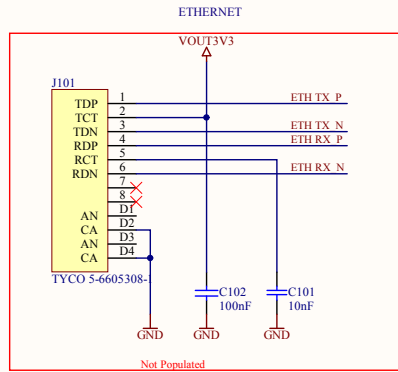 ETHERNET
VOUT3V3
J101
TDP 1 ETH TX_P
TCT 2
TDN 3 ETH TX_N
RDP 4 ETH RX_P
RCT 5
RDN 6 ETH RX_N
7
8
AN D1
CA D2
AN D3
CA D4
TYCO 5-6605308-1
C102
100nF
C101
10nF
GND GND GND
Not Populated